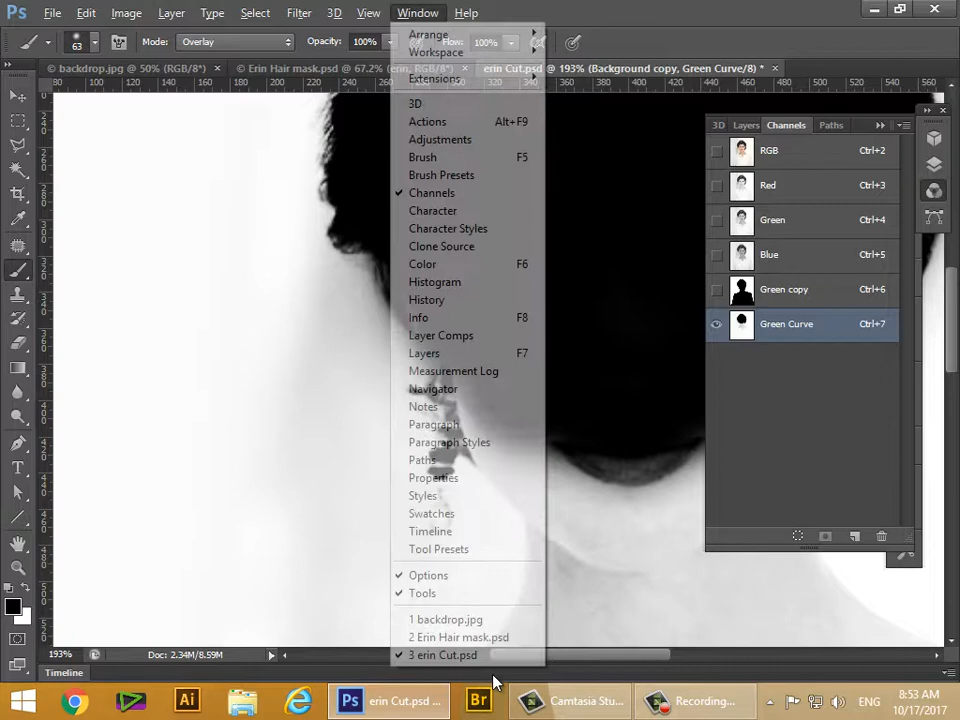 Ps File Edit Image Layer Type Select Filter 3D View Window Help
63 Mode: Overlay Opacity: 100% Flow: 100%
backdrop.jpg @ 50% (RGB/8*) × © Erin Hair mask.psd @ 67.2% (erin, RGB/8*) × erin Cut.psd @ 193% (Background copy, Green Curve/8) * ×
Arrange
Workspace
Extensions
3D
Actions Alt+F9
Adjustments
Brush F5
Brush Presets
Channels
Character
Character Styles
Clone Source
Color F6
Histogram
History
Info F8
Layer Comps
Layers F7
Measurement Log
Navigator
Notes
Paragraph
Paragraph Styles
Paths
Properties
Styles
Swatches
Timeline
Tool Presets
Options
Tools
1 backdrop.jpg
2 Erin Hair mask.psd
3 erin Cut.psd
3D Layers Channels Paths
RGB Ctrl+2
Red Ctrl+3
Green Ctrl+4
Blue Ctrl+5
Green copy Ctrl+6
Green Curve Ctrl+7
193% Doc: 2.34M/8.59M
Timeline
Ai Ps erin Cut.psd ... Br Camtasia Stu... Recording... ENG
8:53 AM
10/17/2017